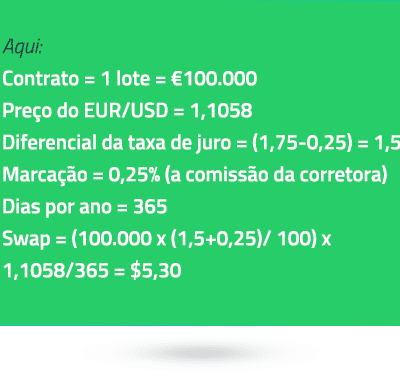 Aqui:
Contrato = 1 lote = €100.000
Preço do EUR/USD = 1,1058
Diferencial da taxa de juro = (1,75-0,25) = 1,5
Marcação = 0,25% (a comissão da corretora)
Dias por ano = 365
Swap = (100.000 x (1,5+0,25)/ 100) x
1,1058/365 = $5,30